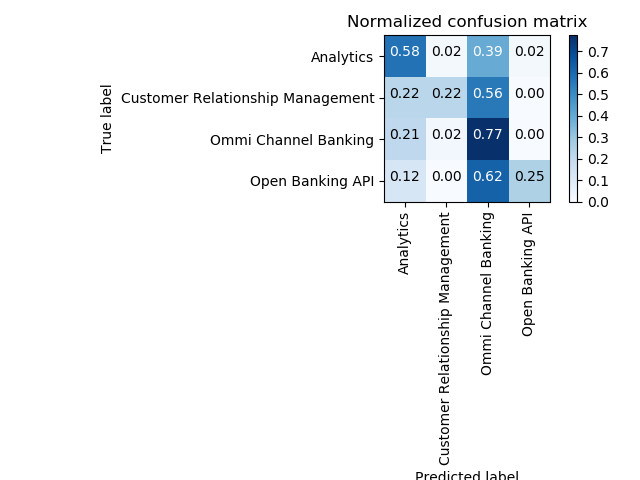 Normalized confusion matrix
True label
Analytics 0.58 0.02 0.39 0.02
Customer Relationship Management 0.22 0.22 0.56 0.00
Ommi Channel Banking 0.21 0.02 0.77 0.00
Open Banking API 0.12 0.00 0.62 0.25
Analytics
Customer Relationship Management
Ommi Channel Banking
Open Banking API
Predicted label
0.7
0.6
0.5
0.4
0.3
0.2
0.1
0.0